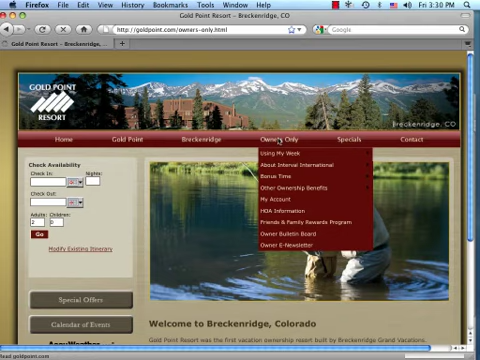 Firefox File Edit View History Bookmarks Tools Window Help Fri 3:30 PM
Gold Point Resort – Breckenridge, CO
http://goldpoint.com/owners-only.html
Google
Gold Point Resort – Breckenridge, ...
GOLD POINT
RESORT
Breckenridge, CO
Home Gold Point Breckenridge Owners Only Specials Contact
Using My Week
About Interval International
Bonus Time
Other Ownership Benefits
My Account
HOA Information
Friends & Family Rewards Program
Owner Bulletin Board
Owner E-Newsletter
Check Availability
Check In: Nights:
Check Out:
Adults: Children:
2 0
Go
Modify Existing Itinerary
Special Offers
Calendar of Events
AccuWeather
Welcome to Breckenridge, Colorado
Gold Point Resort was the first vacation ownership resort built by Breckenridge Grand Vacations.
Read goldpoint.com